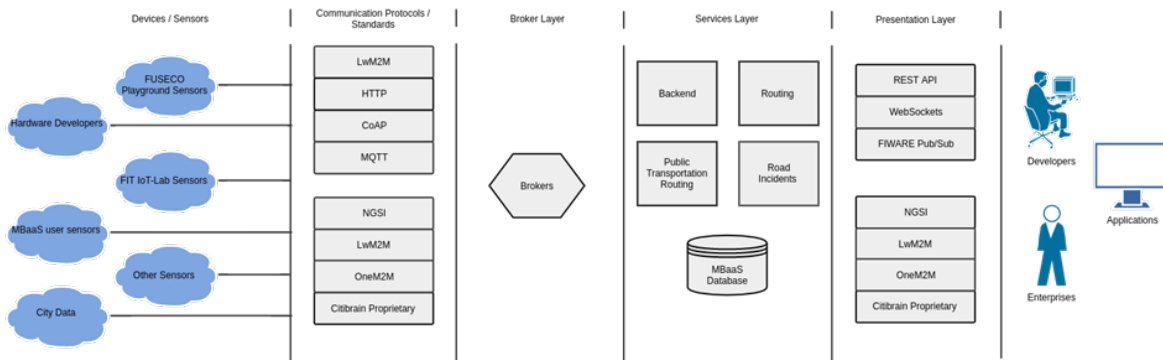 Devices / Sensors
Communication Protocols /
Standards
Broker Layer
Services Layer
Presentation Layer
FUSECO
Playground Sensors
Hardware Developers
FIT IoT-Lab Sensors
MBaaS user sensors
Other Sensors
City Data
LwM2M
HTTP
CoAP
MQTT
NGSI
LwM2M
OneM2M
Citibrain Proprietary
Brokers
Backend
Routing
Public
Transportation
Routing
Road
Incidents
MBaaS
Database
REST API
WebSockets
FIWARE Pub/Sub
NGSI
LwM2M
OneM2M
Citibrain Proprietary
Developers
Enterprises
Applications